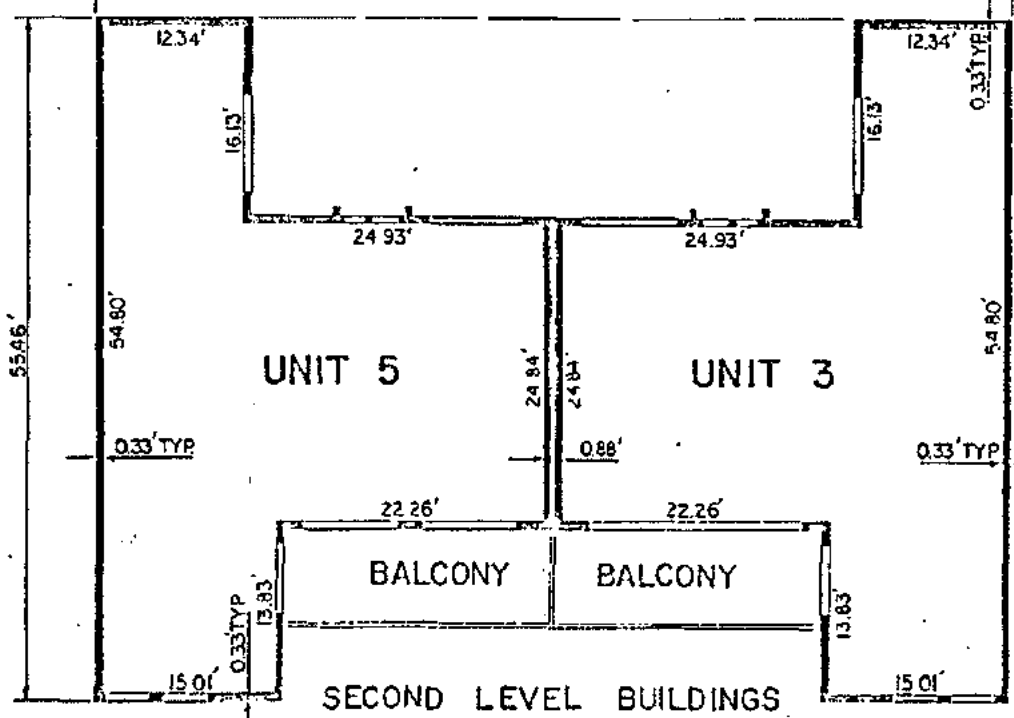 12.34'
12.34'
0.33'TYP
16.13'
16.13'
24.93'
24.93'
55.46'
54.80'
54.80'
UNIT 5
24.84'
24.84'
UNIT 3
0.33'TYP.
0.88'
0.33'TYP
22.26'
22.26'
BALCONY
BALCONY
13.83'
13.83'
0.33'TYP
15.01'
15.01'
SECOND LEVEL BUILDINGS